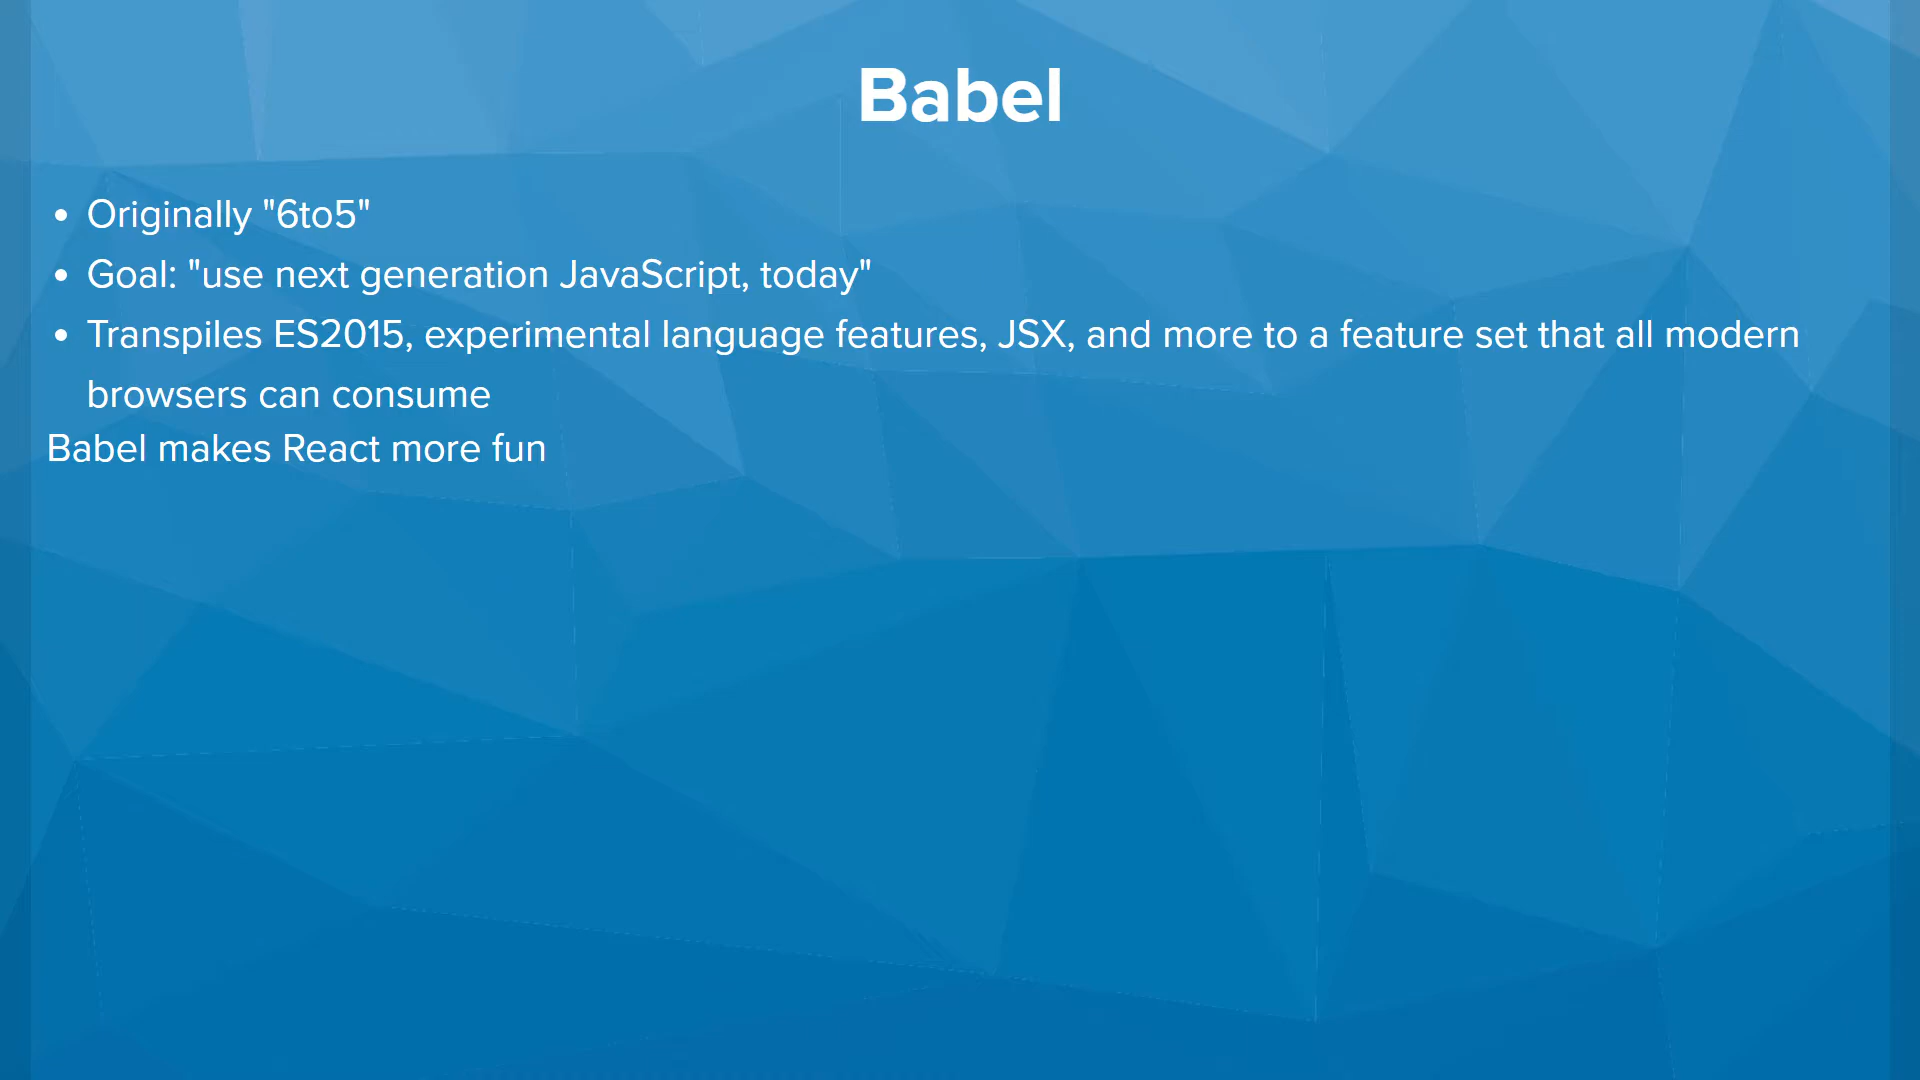 Babel
• Originally "6to5"
• Goal: "use next generation JavaScript, today"
• Transpiles ES2015, experimental language features, JSX, and more to a feature set that all modern
browsers can consume
Babel makes React more fun